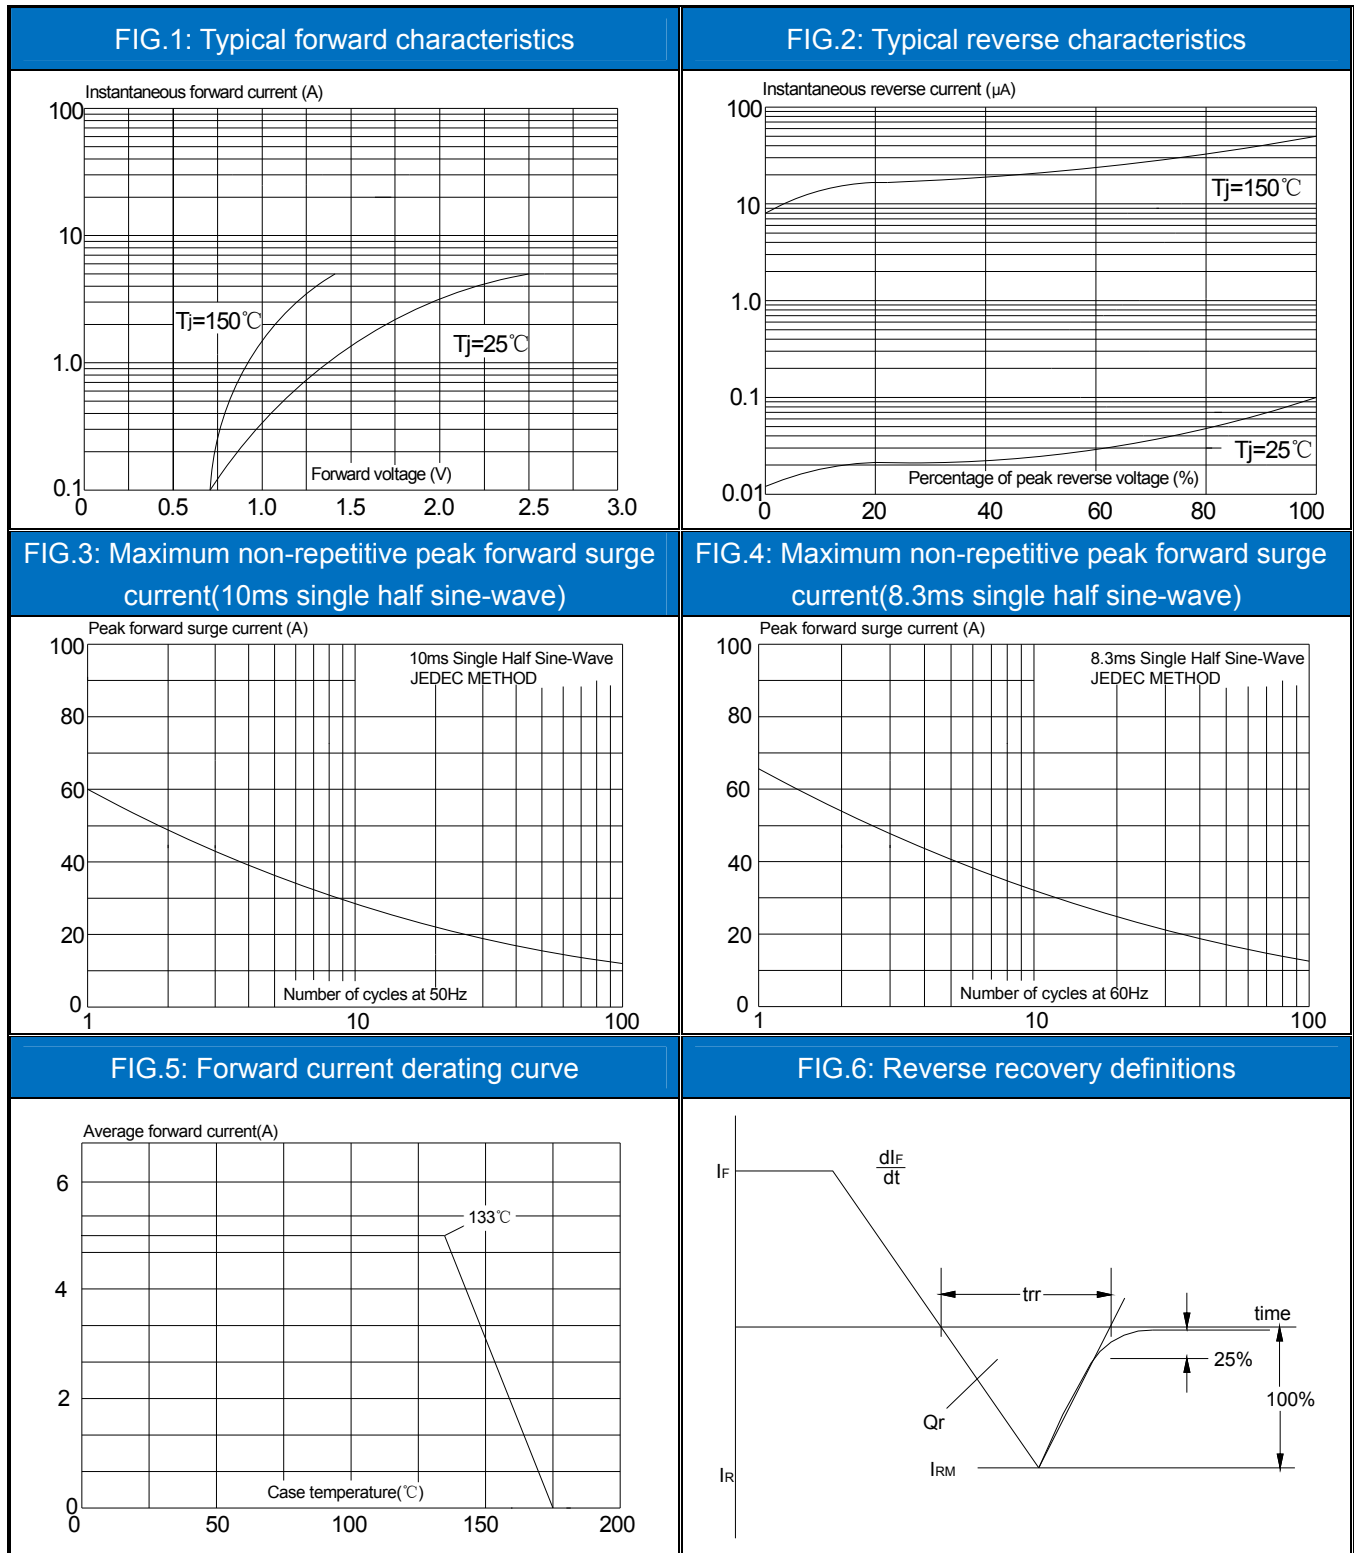 FIG.1: Typical forward characteristics
Instantaneous forward current (A)
100
10
1.0
0.1
Tj=150℃
Tj=25℃
Forward voltage (V)
0 0.5 1.0 1.5 2.0 2.5 3.0
FIG.2: Typical reverse characteristics
Instantaneous reverse current (μA)
100
10
1.0
0.1
0.01
Tj=150℃
Tj=25℃
Percentage of peak reverse voltage (%)
0 20 40 60 80 100
FIG.3: Maximum non-repetitive peak forward surge
current(10ms single half sine-wave)
Peak forward surge current (A)
10ms Single Half Sine-Wave
JEDEC METHOD
100
80
60
40
20
0
Number of cycles at 50Hz
1 10 100
FIG.4: Maximum non-repetitive peak forward surge
current(8.3ms single half sine-wave)
Peak forward surge current (A)
8.3ms Single Half Sine-Wave
JEDEC METHOD
100
80
60
40
20
0
Number of cycles at 60Hz
1 10 100
FIG.5: Forward current derating curve
Average forward current(A)
6
4
2
0
133℃
Case temperature(℃)
0 50 100 150 200
FIG.6: Reverse recovery definitions
IF
dIF
dt
trr
time
25%
100%
Qr
IR
IRM